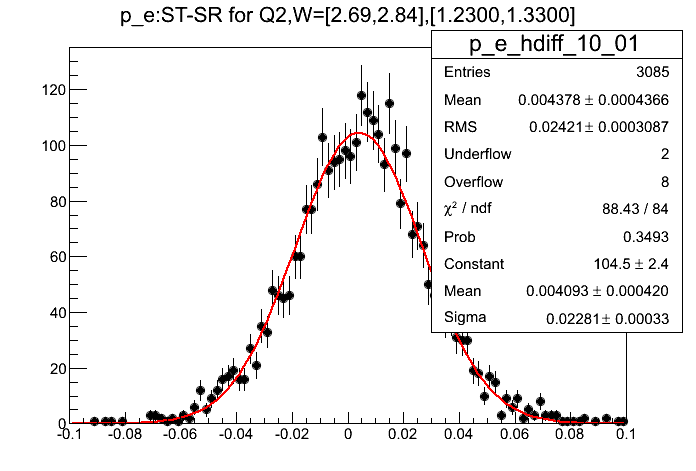 p_e:ST-SR for Q2,W=[2.69,2.84],[1.2300,1.3300]
p_e_hdiff_10_01
Entries 3085
Mean 0.004378 ± 0.0004366
RMS 0.02421 ± 0.0003087
Underflow 2
Overflow 8
χ² / ndf 88.43 / 84
Prob 0.3493
Constant 104.5 ± 2.4
Mean 0.004093 ± 0.000420
Sigma 0.02281 ± 0.00033
120
100
80
60
40
20
0
-0.1 -0.08 -0.06 -0.04 -0.02 0 0.02 0.04 0.06 0.08 0.1